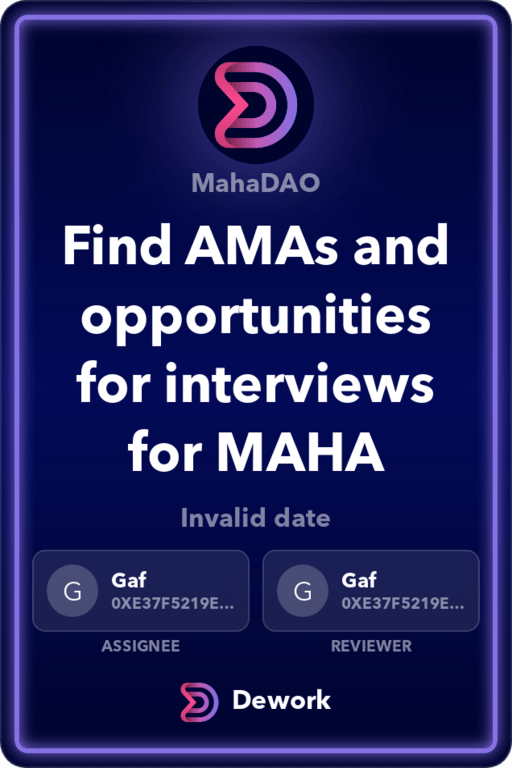 MahaDAO
Find AMAs and
opportunities
for interviews
for MAHA
Invalid date
G Gaf
0XE37F5219E...
G Gaf
0XE37F5219E...
ASSIGNEE
REVIEWER
Dework